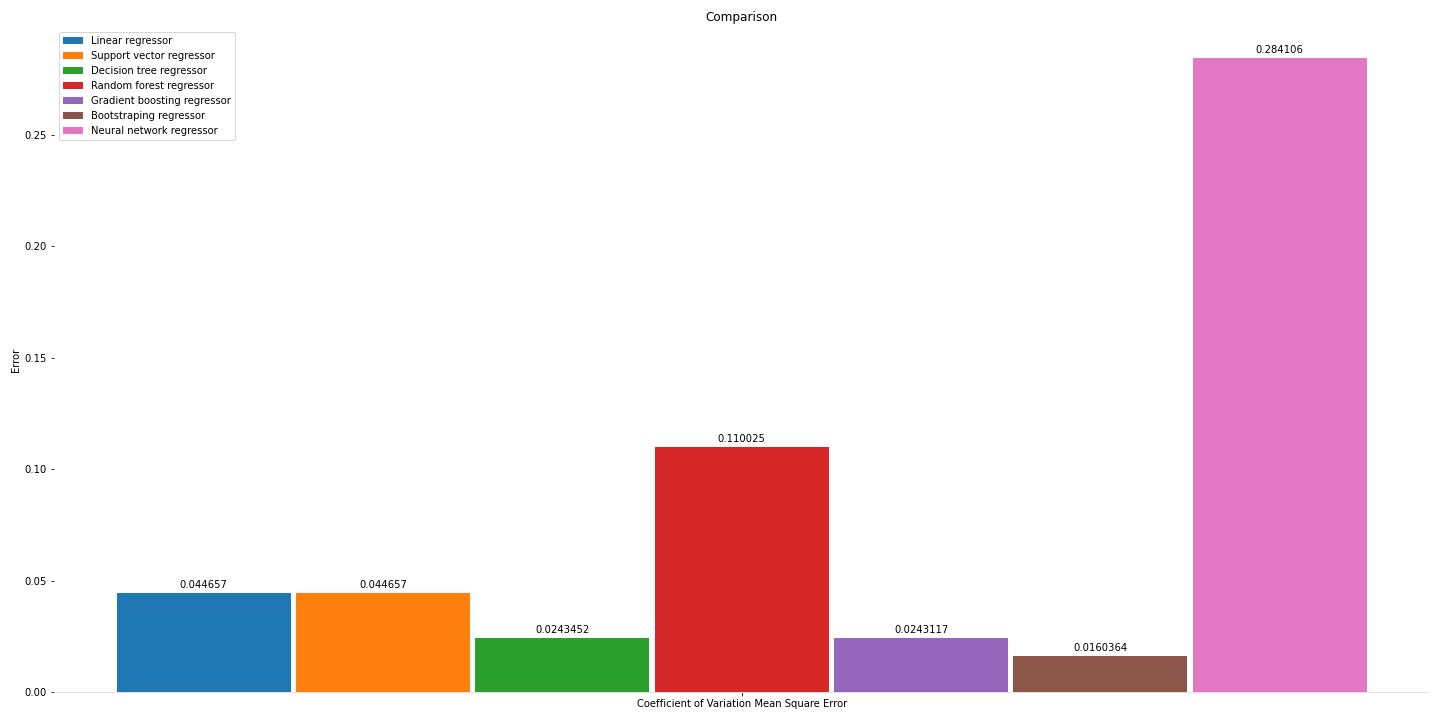 Comparison
Linear regressor
Support vector regressor
Decision tree regressor
Random forest regressor
Gradient boosting regressor
Bootstraping regressor
Neural network regressor
0.284106
0.25
0.20
0.15
Error
0.110025
0.10
0.05
0.044657
0.044657
0.0243452
0.0243117
0.0160364
0.00
Coefficient of Variation Mean Square Error